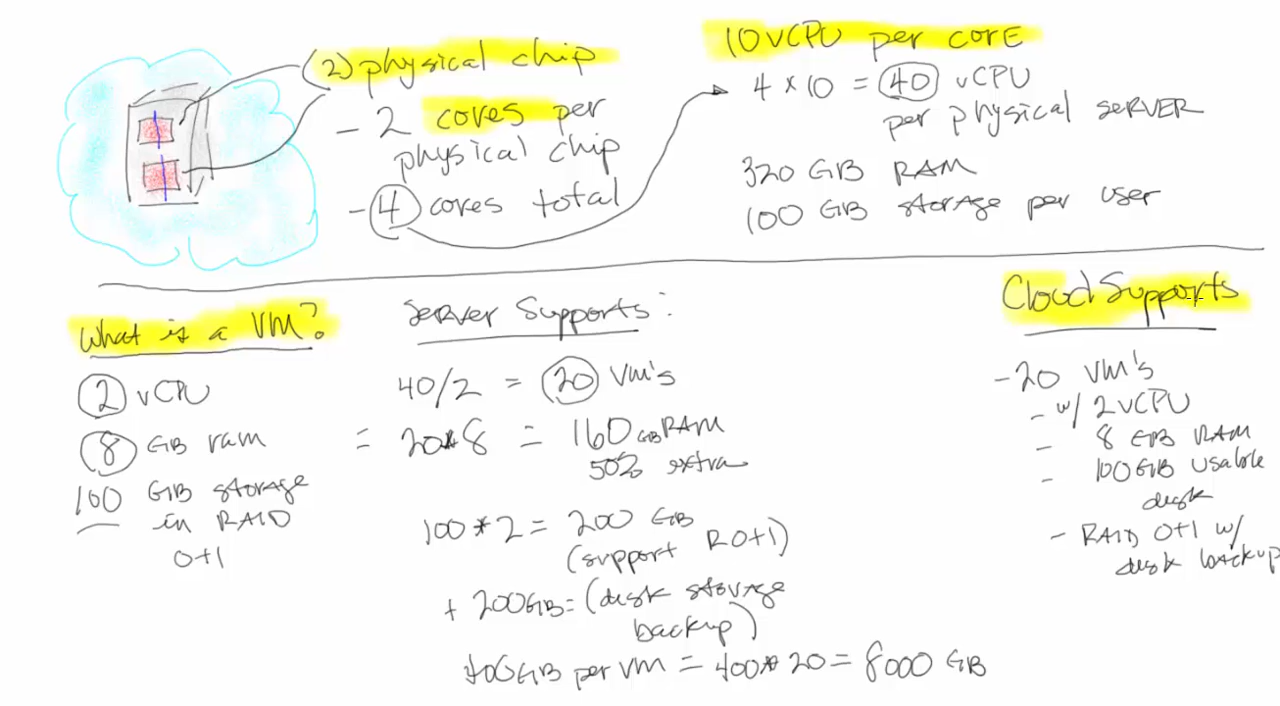 (2) physical chip
- 2 cores per
physical chip
- 4 cores total
10 vCPU per core
4 x 10 = 40 vCPU
per physical SERVER
320 GB RAM
100 GB storage per user
What is a VM?
2 vCPU
8 GB ram
100 GB storage
in RAID
0+1
Server Supports:
40/2 = 20 VM's
= 20*8 = 160 GB RAM
50% extra
100 * 2 = 200 GB
(support R0+1)
+ 200GB = (desk storage
backup)
400GB per VM = 400*20 = 8000 GB
Cloud Supports
- 20 VM's
- w/ 2 vCPU
- 8 GB RAM
- 100 GB usable
desk
- RAID 0+1 w/
desk backup